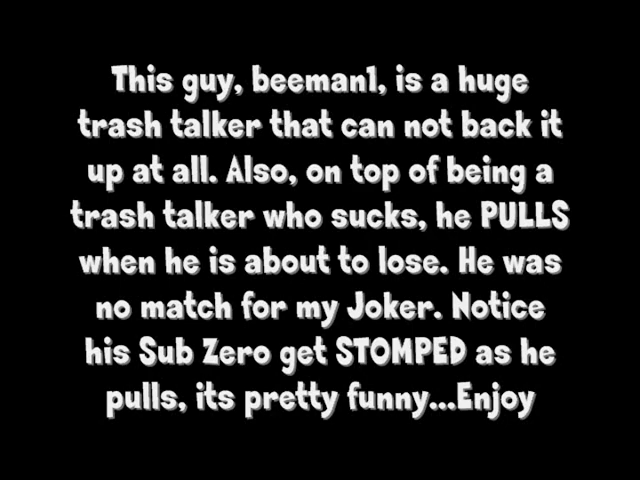 This guy, beeman1, is a huge
trash talker that can not back it
up at all. Also, on top of being a
trash talker who sucks, he PULLS
when he is about to lose. He was
no match for my Joker. Notice
his Sub Zero get STOMPED as he
pulls, its pretty funny...Enjoy